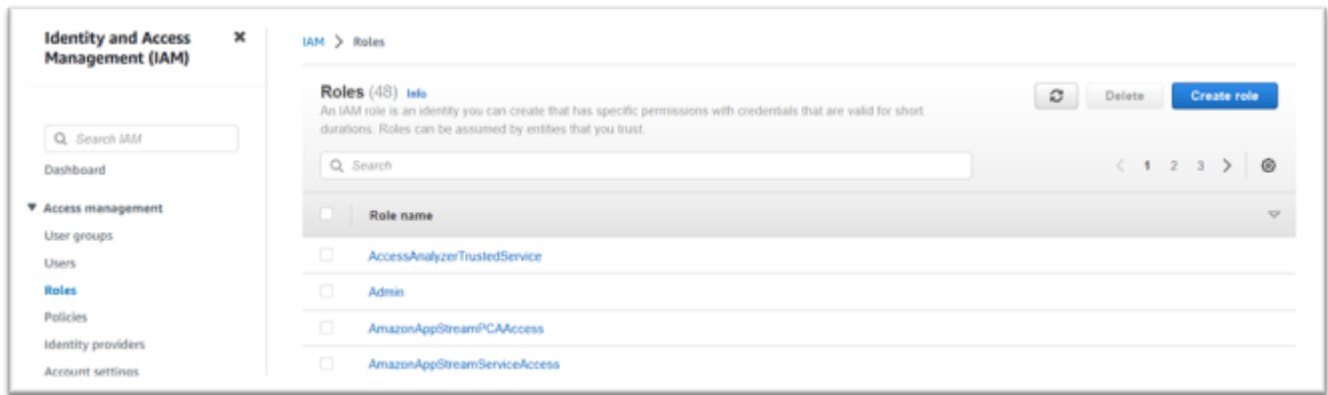 Identity and Access
Management (IAM)
Search IAM
Dashboard
Access management
User groups
Users
Roles
Policies
Identity providers
Account settings
IAM > Roles
Roles (48) Info
An IAM role is an identity you can create that has specific permissions with credentials that are valid for short
durations. Roles can be assumed by entities that you trust.
Delete
Create role
Search
1 2 3
Role name
AccessAnalyzerTrustedService
Admin
AmazonAppStreamPCAAccess
AmazonAppStreamServiceAccess